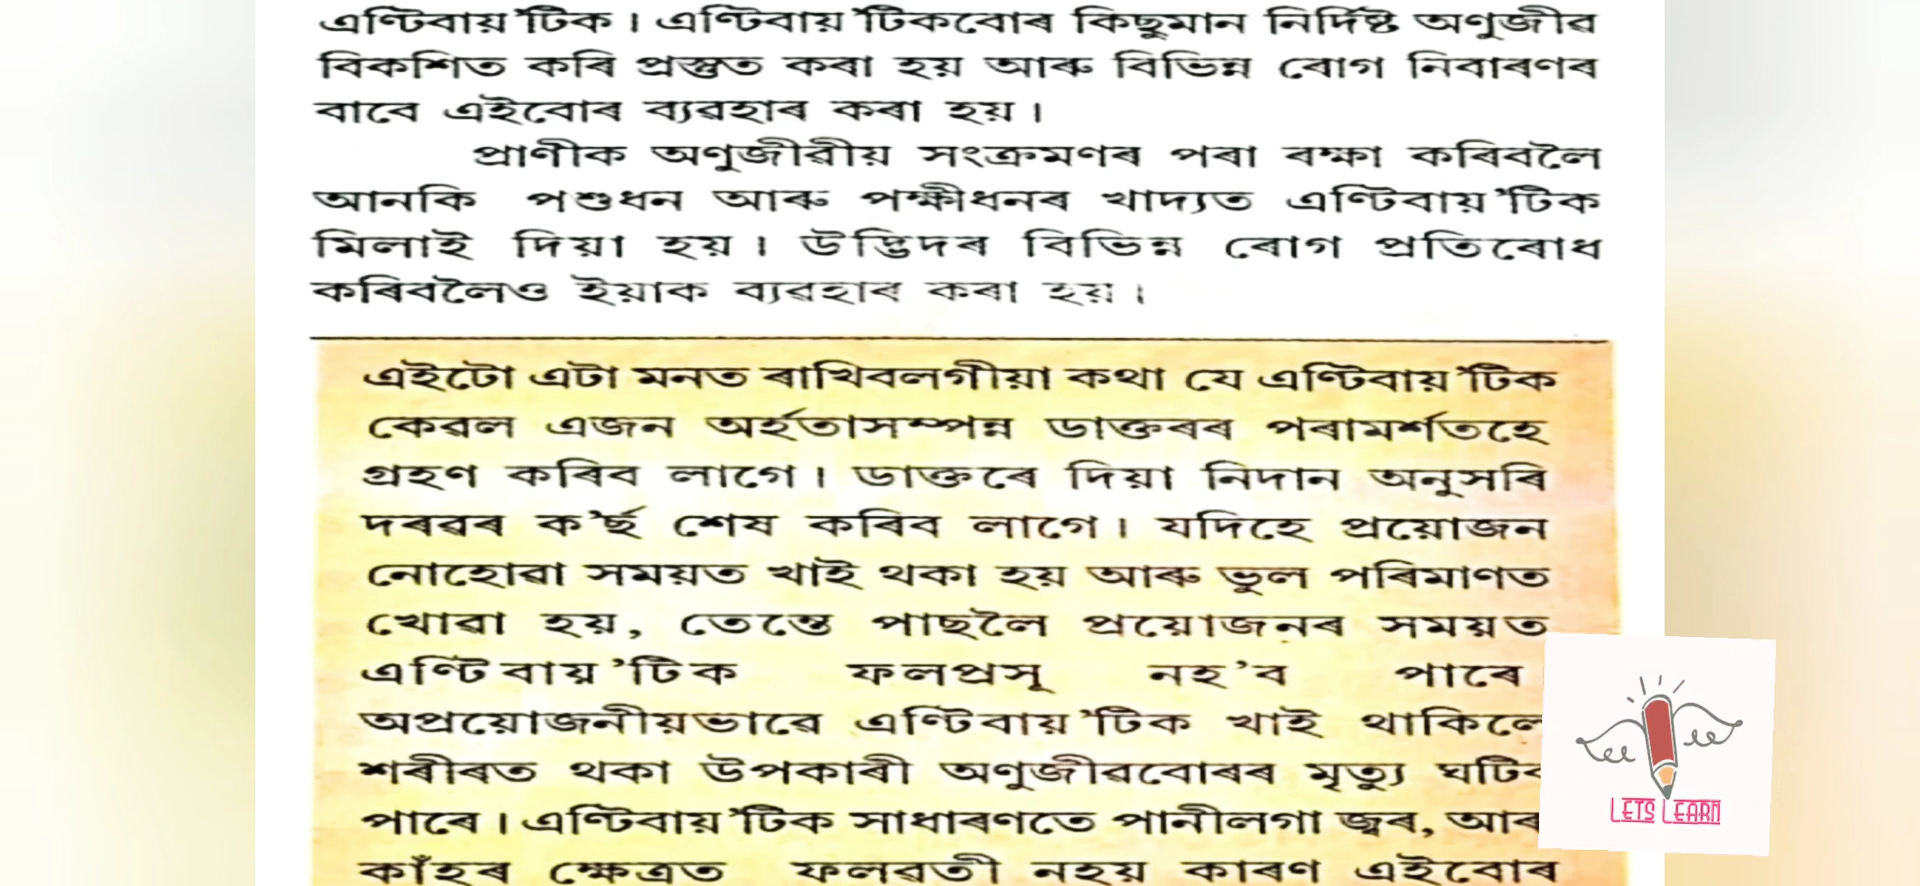 এণ্টিবায়'টিক। এণ্টিবায়'টিকবোৰ কিছুমান নিৰ্দিষ্ট অণুজীৱ
বিকশিত কৰি প্ৰস্তুত কৰা হয় আৰু বিভিন্ন ৰোগ নিবাৰণৰ
বাবে এইবোৰ ব্যৱহাৰ কৰা হয়।
প্ৰাণীক অণুজীৱীয় সংক্ৰমণৰ পৰা ৰক্ষা কৰিবলৈ
আনকি পশুধন আৰু পক্ষীধনৰ খাদ্যত এণ্টিবায়'টিক
মিলাই দিয়া হয়। উদ্ভিদৰ বিভিন্ন ৰোগ প্ৰতিৰোধ
কৰিবলৈও ইয়াক ব্যৱহাৰ কৰা হয়।
এইটো এটা মনত ৰাখিবলগীয়া কথা যে এণ্টিবায়'টিক
কেৱল এজন অৰ্হতাসম্পন্ন ডাক্তৰৰ পৰামৰ্শতহে
গ্ৰহণ কৰিব লাগে। ডাক্তৰে দিয়া নিদান অনুসৰি
দৰৱৰ ক'ৰ্ছ শেষ কৰিব লাগে। যদিহে প্ৰয়োজন
নোহোৱা সময়ত খাই থকা হয় আৰু ভুল পৰিমাণত
খোৱা হয়, তেন্তে পাছলৈ প্ৰয়োজনৰ সময়ত
এণ্টিবায়'টিক ফলপ্ৰসূ নহ'ব পাৰে
অপ্ৰয়োজনীয়ভাৱে এণ্টিবায়'টিক খাই থাকিলে
শৰীৰত থকা উপকাৰী অণুজীৱবোৰৰ মৃত্যু
পাৰে। এণ্টিবায়'টিক সাধাৰণতে পানীলগা জ্বৰ,
কাঁহৰ ক্ষেত্ৰত ফলৱতী নহয় কাৰণ এইবোৰ
LETS LEARN